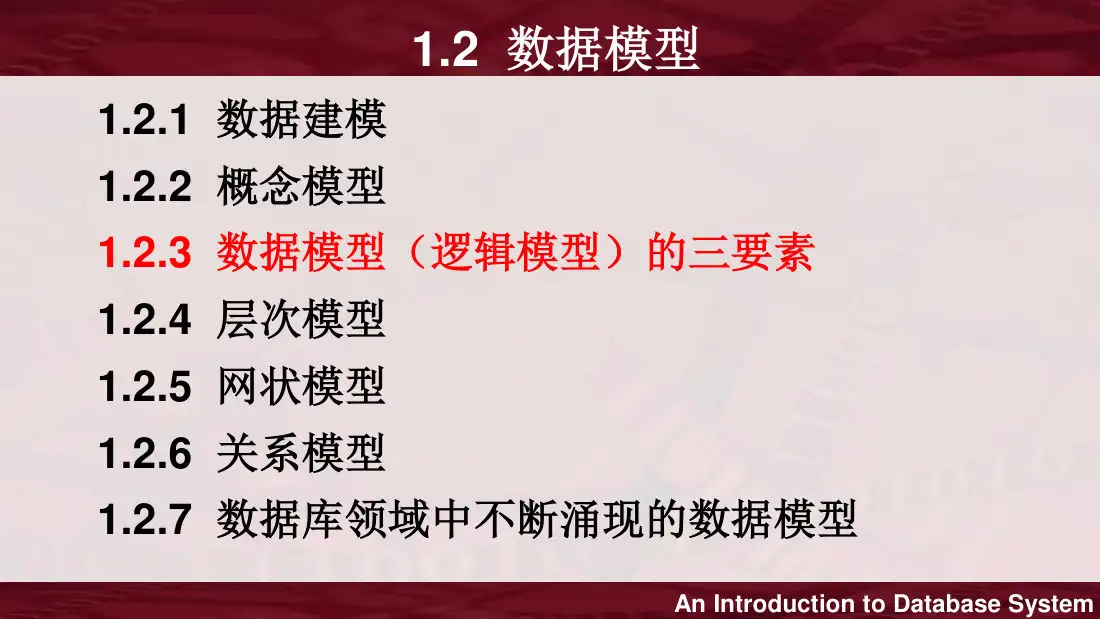 1.2 数据模型
1.2.1 数据建模
1.2.2 概念模型
1.2.3 数据模型（逻辑模型）的三要素
1.2.4 层次模型
1.2.5 网状模型
1.2.6 关系模型
1.2.7 数据库领域中不断涌现的数据模型
An Introduction to Database System